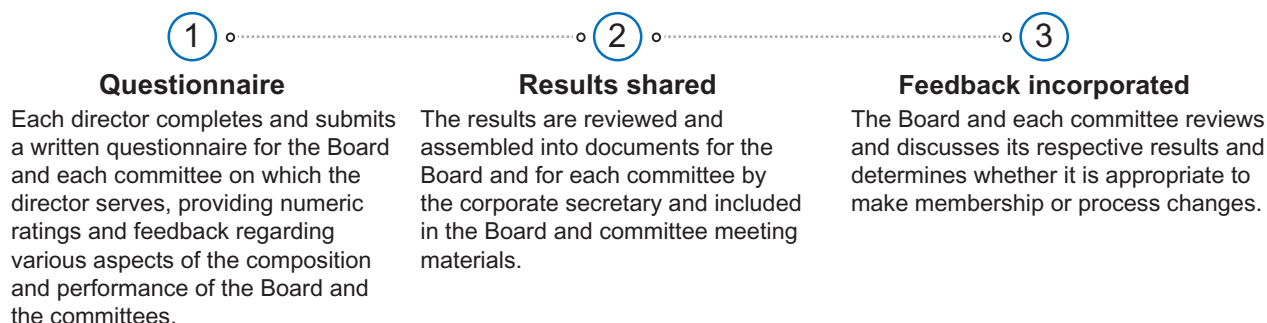 1
2
3
Questionnaire
Each director completes and submits
a written questionnaire for the Board
and each committee on which the
director serves, providing numeric
ratings and feedback regarding
various aspects of the composition
and performance of the Board and
the committees.
Results shared
The results are reviewed and
assembled into documents for the
Board and for each committee by
the corporate secretary and included
in the Board and committee meeting
materials.
Feedback incorporated
The Board and each committee reviews
and discusses its respective results and
determines whether it is appropriate to
make membership or process changes.